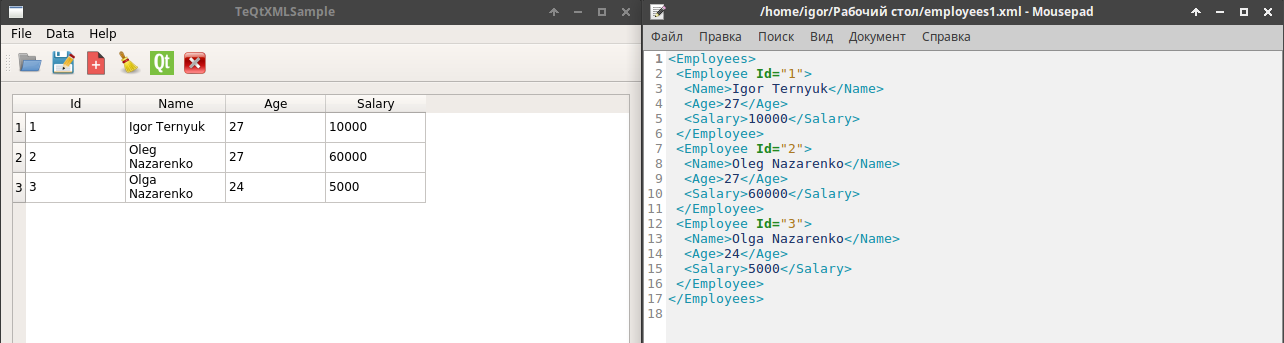 TeQtXMLSample
File Data Help
Qt
Id Name Age Salary
1 1 Igor Ternyuk 27 10000
2 2 Oleg Nazarenko 27 60000
3 3 Olga Nazarenko 24 5000
/home/igor/Рабочий стол/employees1.xml - Mousepad
Файл Правка Поиск Вид Документ Справка
1 <Employees>
2 <Employee Id="1">
3 <Name>Igor Ternyuk</Name>
4 <Age>27</Age>
5 <Salary>10000</Salary>
6 </Employee>
7 <Employee Id="2">
8 <Name>Oleg Nazarenko</Name>
9 <Age>27</Age>
10 <Salary>60000</Salary>
11 </Employee>
12 <Employee Id="3">
13 <Name>Olga Nazarenko</Name>
14 <Age>24</Age>
15 <Salary>5000</Salary>
16 </Employee>
17 </Employees>
18